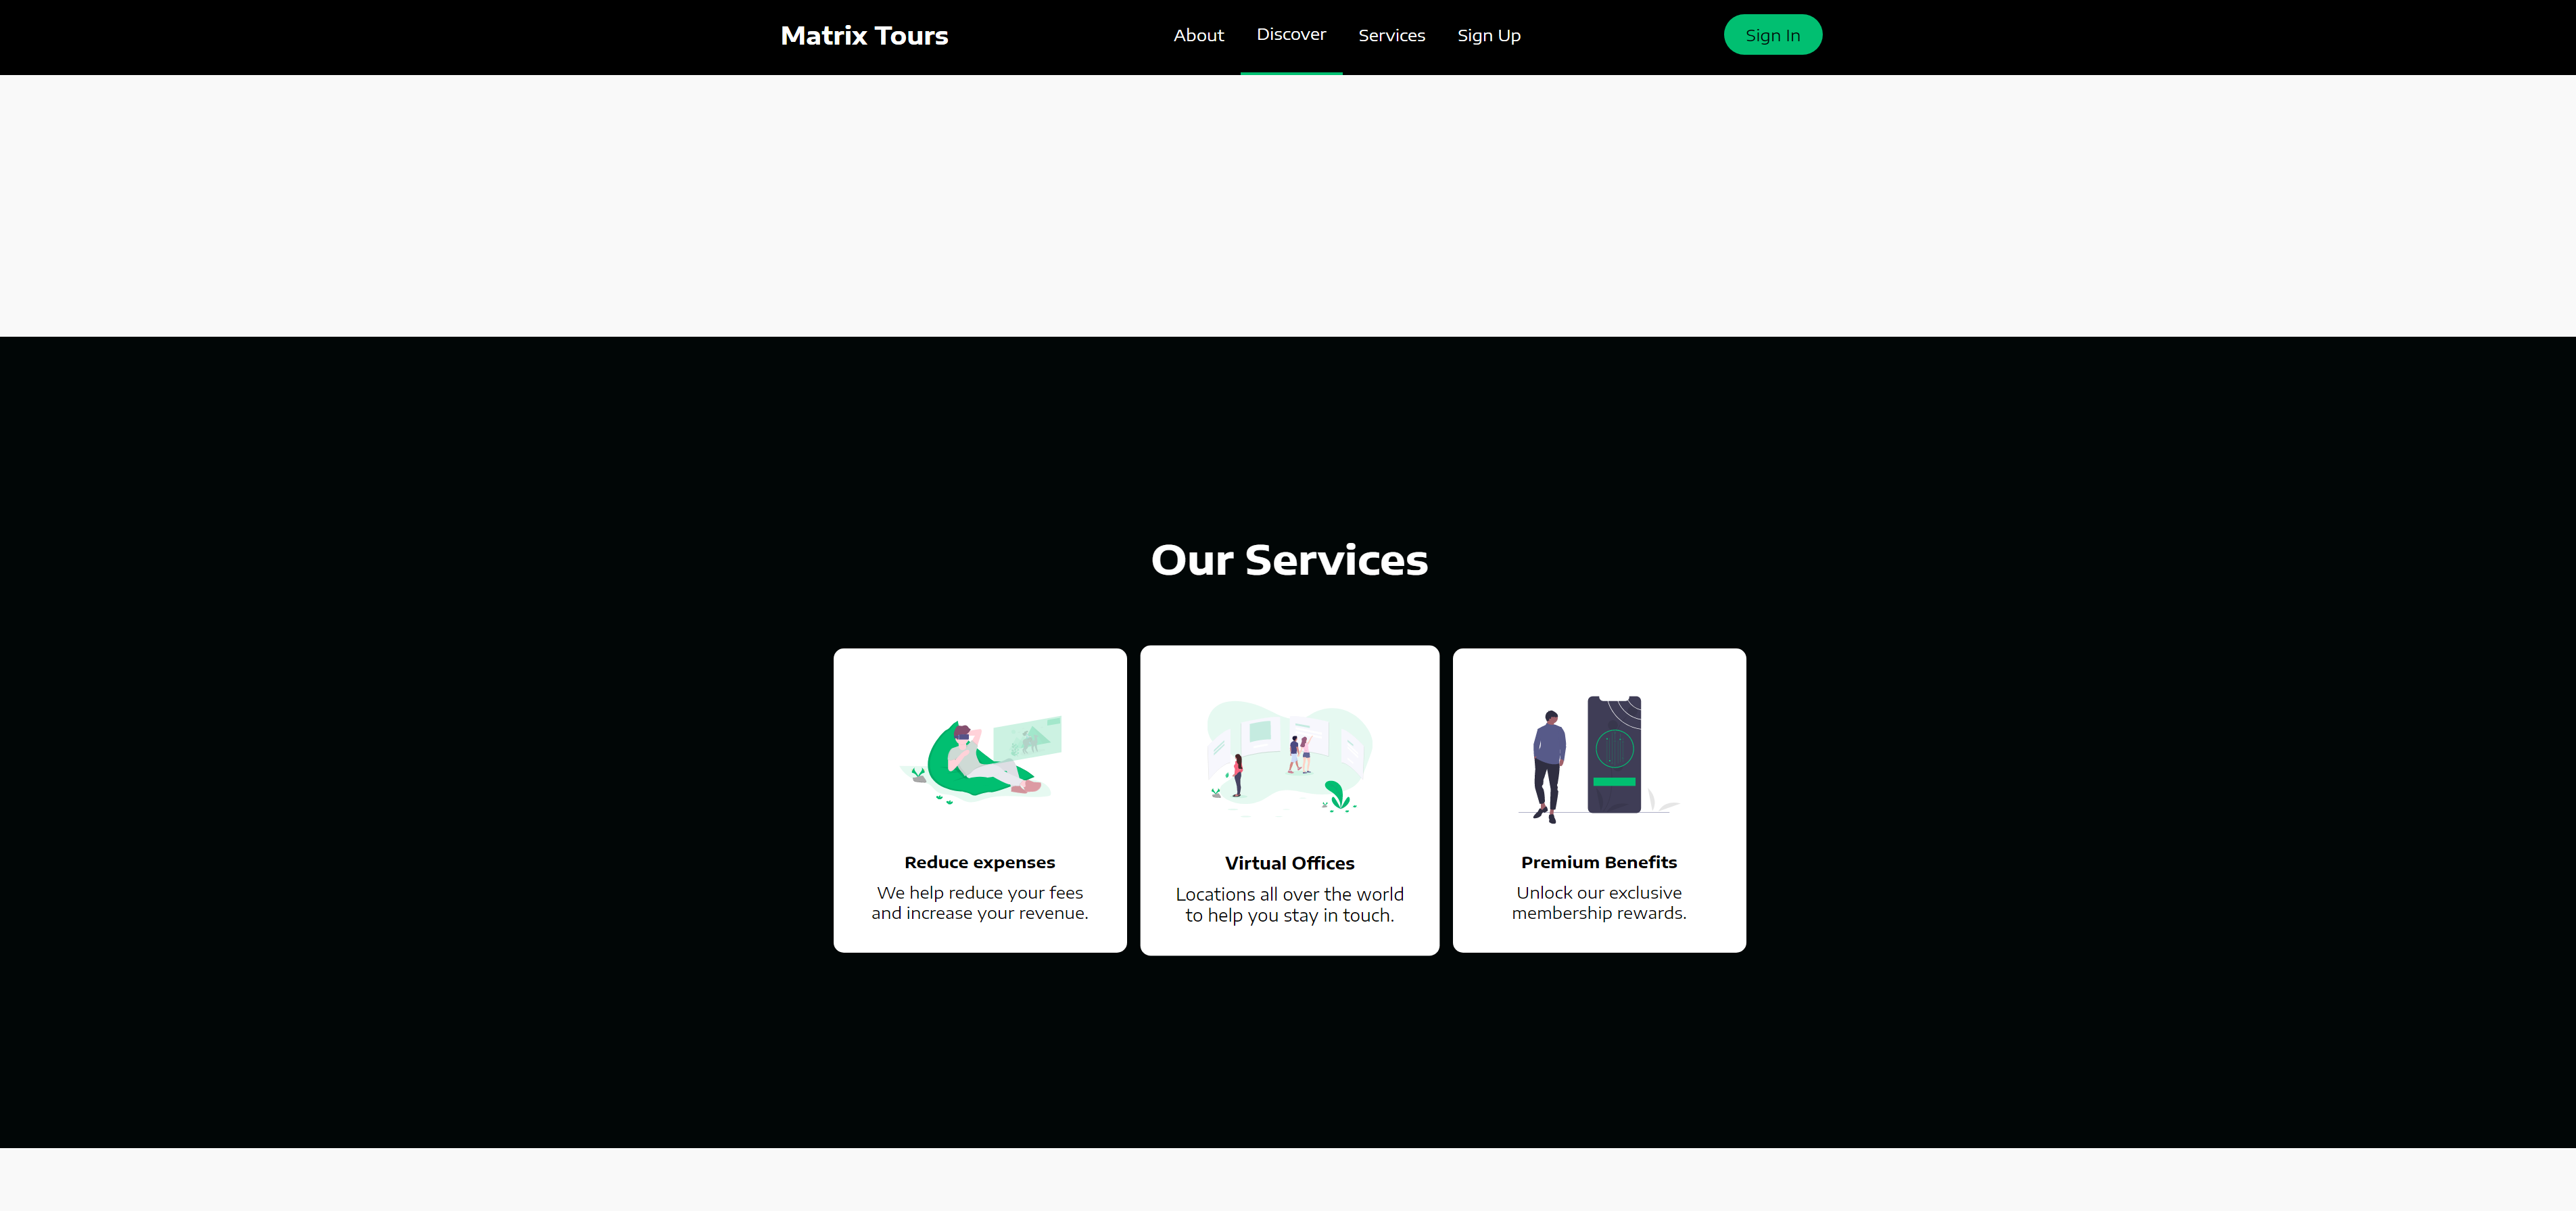 Matrix Tours
About
Discover
Services
Sign Up
Sign In
Our Services
Reduce expenses
We help reduce your fees
and increase your revenue.
Virtual Offices
Locations all over the world
to help you stay in touch.
Premium Benefits
Unlock our exclusive
membership rewards.